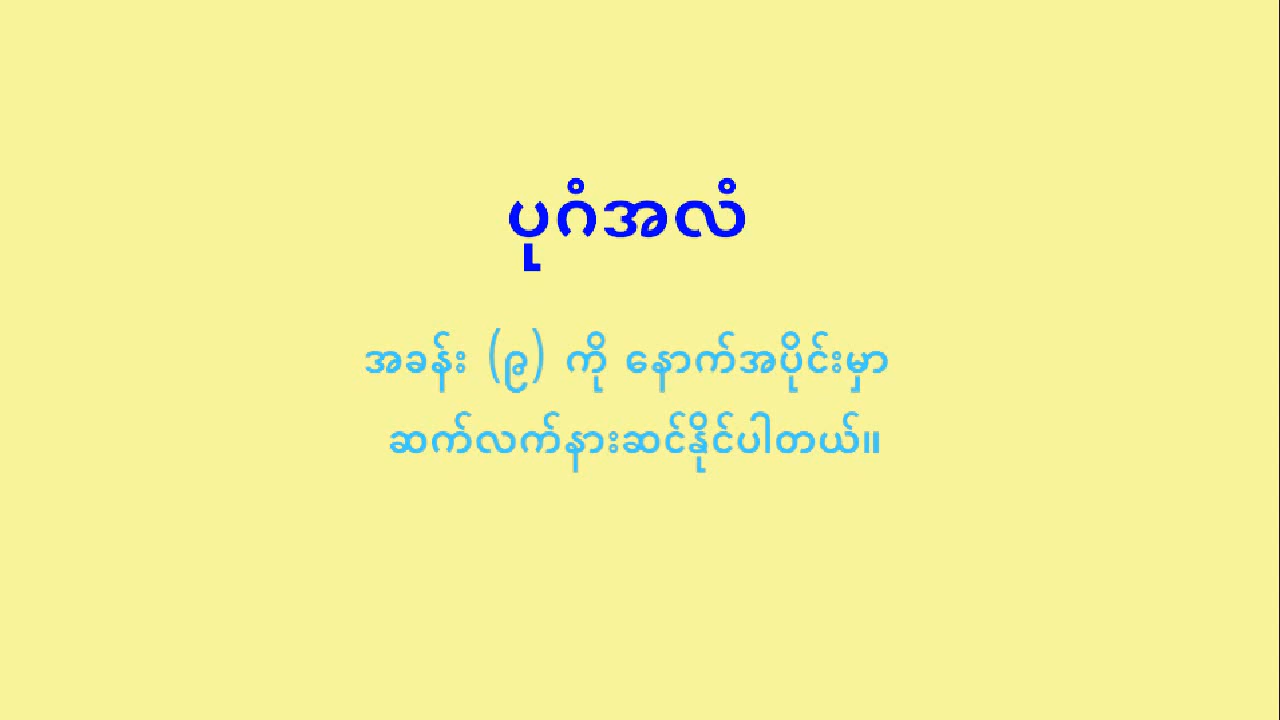 ပုဂံအလံ
အခန်း (၉) ကို နောက်အပိုင်းမှာ
ဆက်လက်နားဆင်နိုင်ပါတယ်။